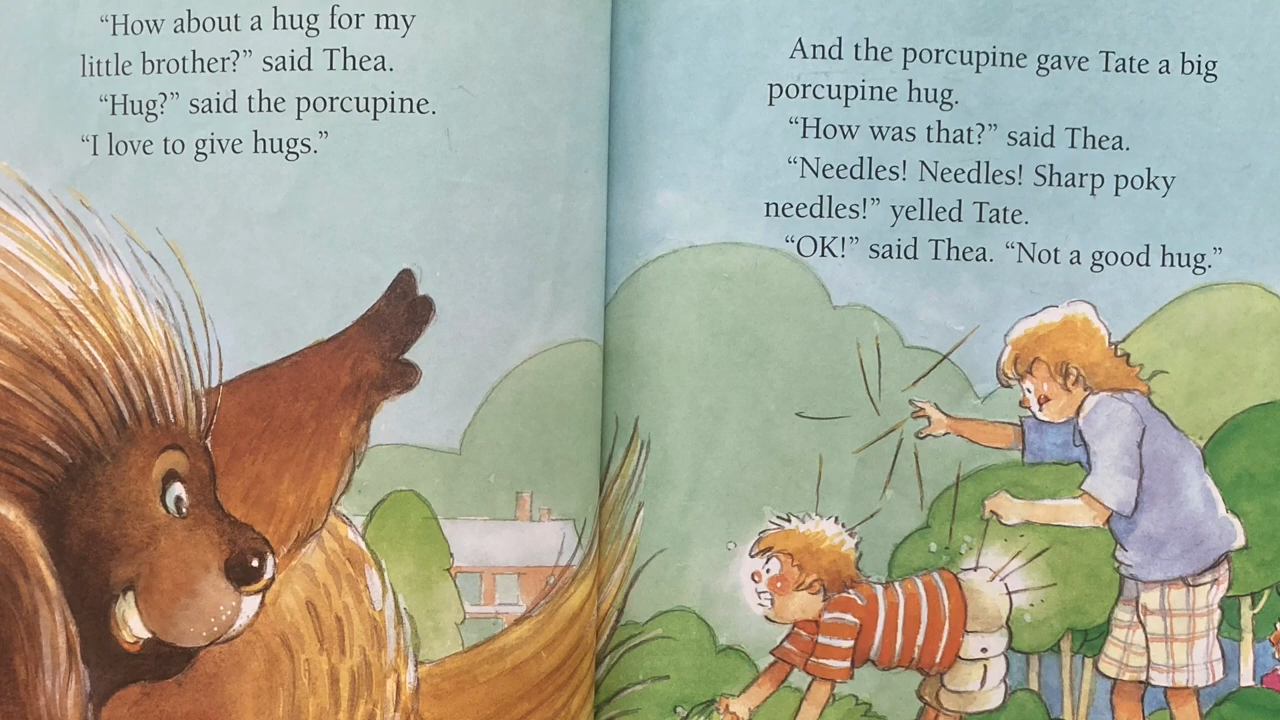 “How about a hug for my
little brother?” said Thea.
“Hug?” said the porcupine.
“I love to give hugs.”
And the porcupine gave Tate a big
porcupine hug.
“How was that?” said Thea.
“Needles! Needles! Sharp poky
needles!” yelled Tate.
“OK!” said Thea. “Not a good hug.”